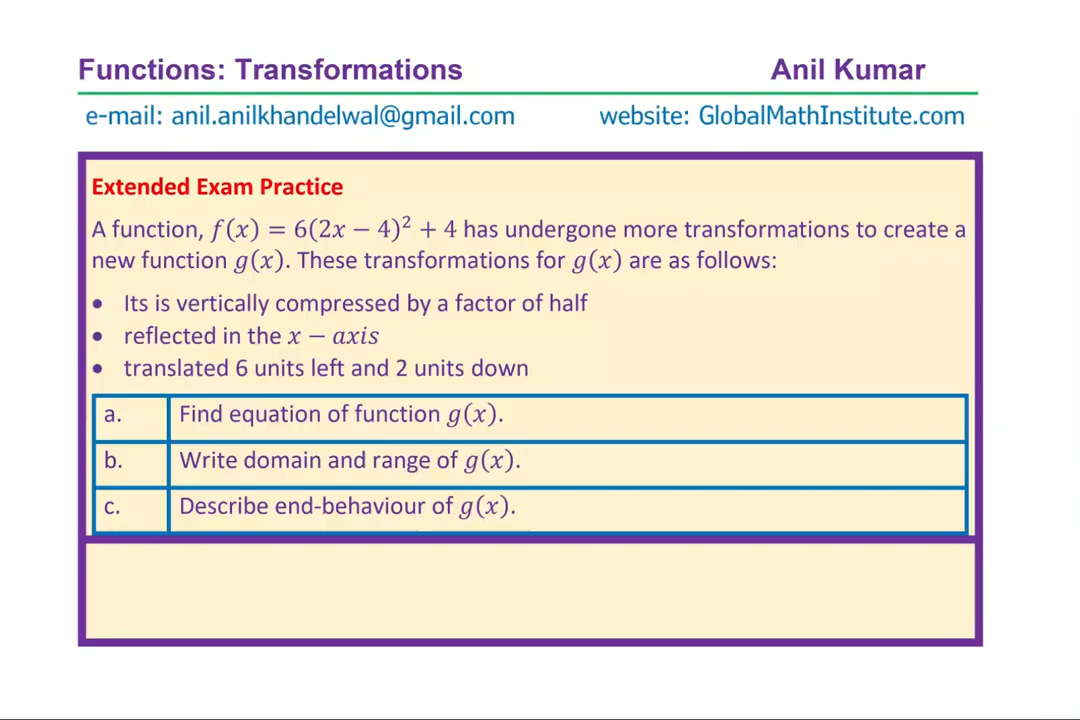 Functions: Transformations Anil Kumar
e-mail: anil.anilkhandelwal@gmail.com website: GlobalMathInstitute.com
Extended Exam Practice
A function, f(x) = 6(2x − 4)² + 4 has undergone more transformations to create a
new function g(x). These transformations for g(x) are as follows:
• Its is vertically compressed by a factor of half
• reflected in the x − axis
• translated 6 units left and 2 units down
a. Find equation of function g(x).
b. Write domain and range of g(x).
c. Describe end-behaviour of g(x).